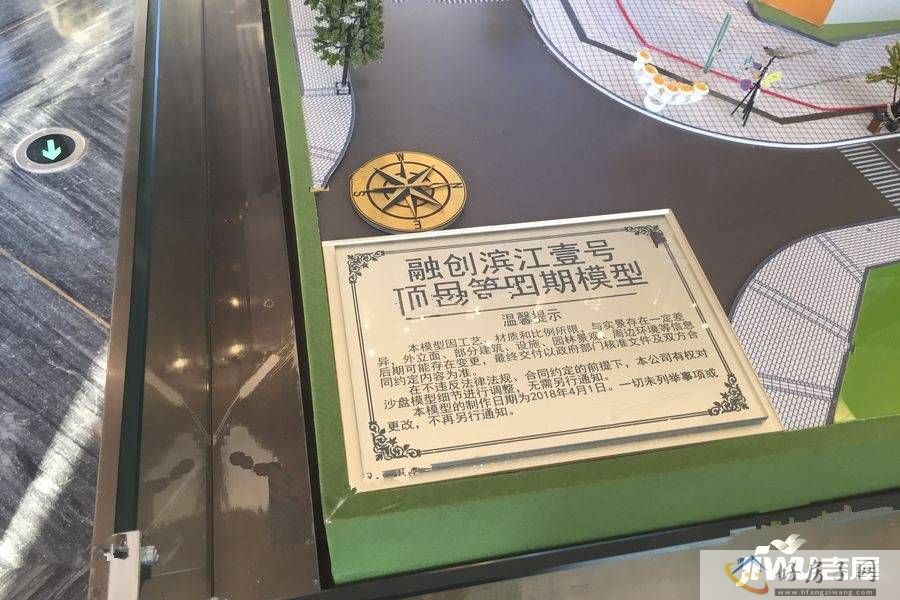 W
N
S
E
融创滨江壹号
项目第四期模型
温馨提示
本模型因工艺、材质和比例所限，与实景存在一定差
异，外立面、部分建筑、设施、园林景观、周边环境等信息
后期可能存在变更，最终交付以政府部门核准文件及双方合
同约定内容为准。
在不违反法律法规、合同约定的前提下，本公司有权对
沙盘模型细节进行调整，无需另行通知。
本模型的制作日期为2018年4月1日。一切未列举事项或
更改，不再另行通知。
好房子网
www.hfangziwang.com